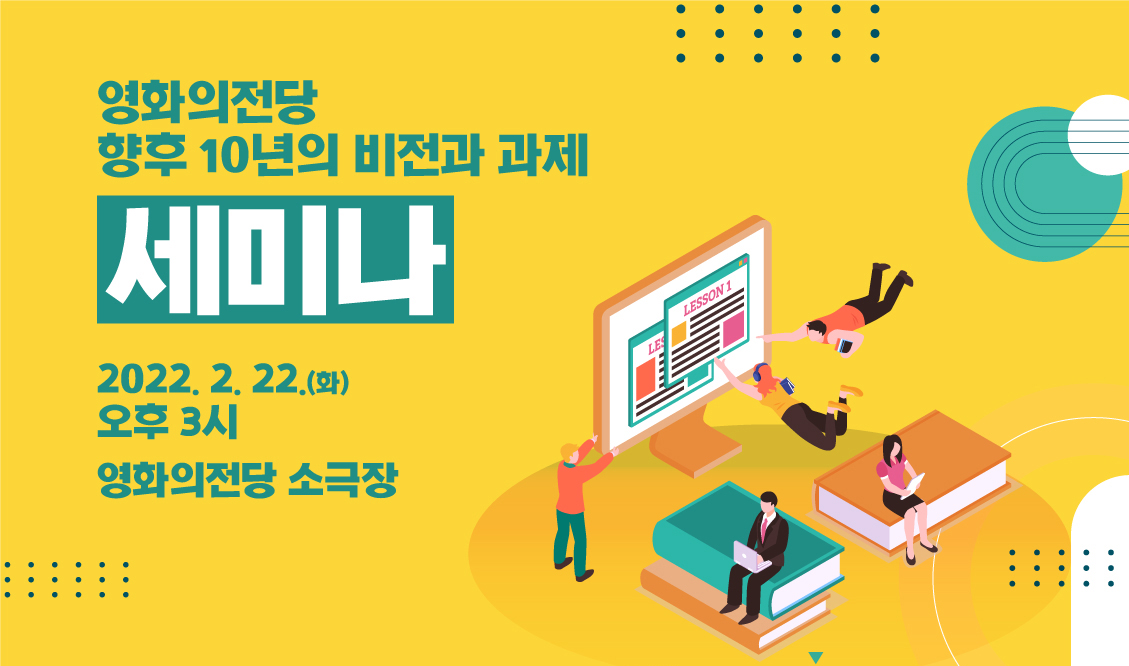 영화의전당
향후 10년의 비전과 과제
세미나
2022. 2. 22.(화)
오후 3시
영화의전당 소극장
LESSON 1
LES